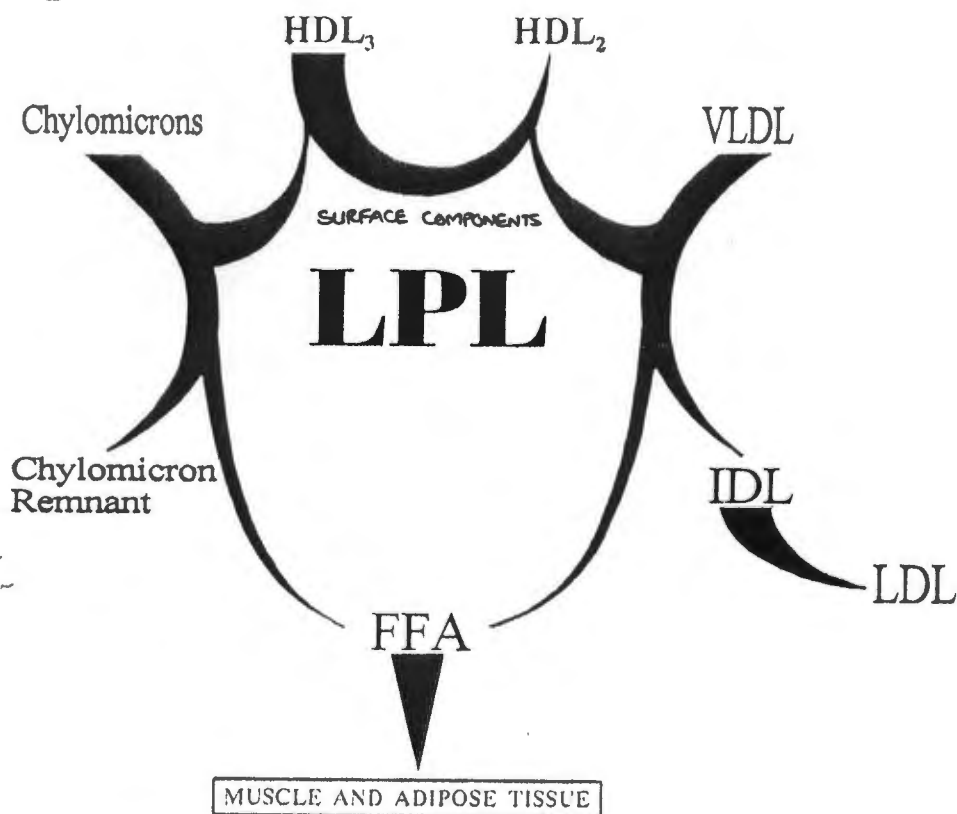 HDL₃ HDL₂
Chylomicrons VLDL
SURFACE COMPONENTS
LPL
Chylomicron
Remnant
IDL
LDL
FFA
MUSCLE AND ADIPOSE TISSUE